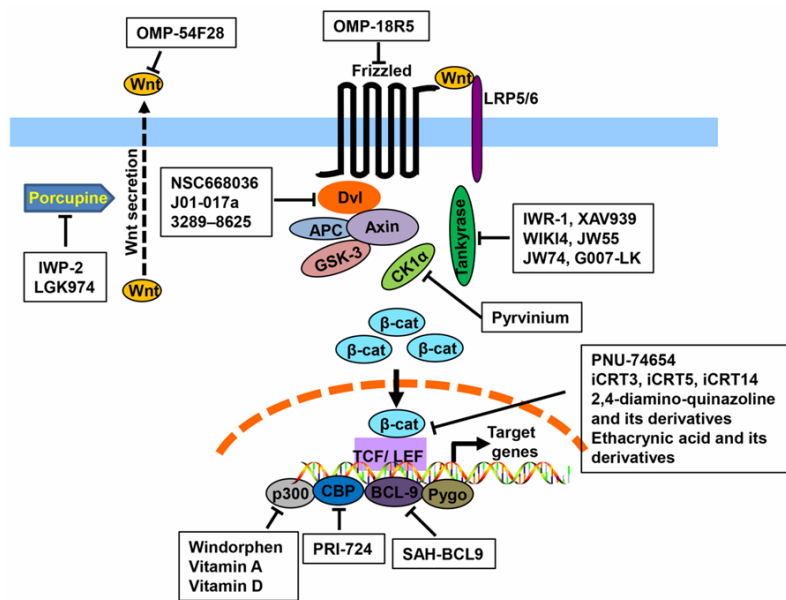 OMP-54F28
OMP-18R5
Wnt
Frizzled
Wnt
LRP5/6
Wnt secretion
Porcupine
NSC668036
J01-017a
3289–8625
Dvl
APC
Axin
GSK-3
CK1α
Tankyrase
IWR-1, XAV939
WIKI4, JW55
JW74, G007-LK
IWP-2
LGK974
Wnt
Pyrvinium
β-cat
β-cat
β-cat
PNU-74654
iCRT3, iCRT5, iCRT14
2,4-diamino-quinazoline
and its derivatives
Ethacrynic acid and its
derivatives
β-cat
TCF/ LEF
Target
genes
p300
CBP
BCL-9
Pygo
Windorphen
Vitamin A
Vitamin D
PRI-724
SAH-BCL9